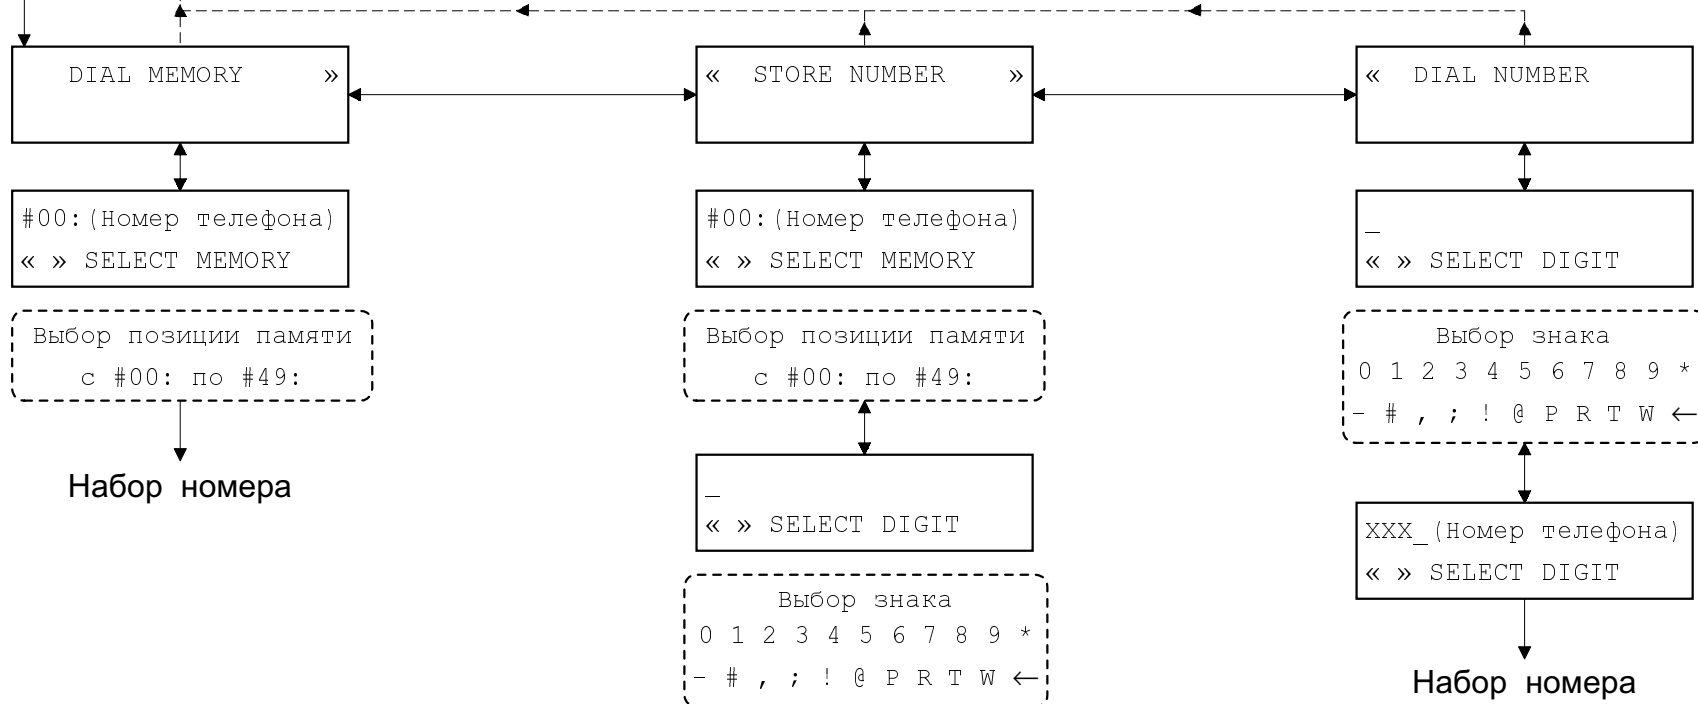 DIAL MEMORY »
#00:(Номер телефона)
« » SELECT MEMORY
Выбор позиции памяти
с #00: по #49:
Набор номера
« STORE NUMBER »
#00:(Номер телефона)
« » SELECT MEMORY
Выбор позиции памяти
с #00: по #49:
_
« » SELECT DIGIT
Выбор знака
0 1 2 3 4 5 6 7 8 9 *
- # , ; ! @ P R T W ←
« DIAL NUMBER
_
« » SELECT DIGIT
Выбор знака
0 1 2 3 4 5 6 7 8 9 *
- # , ; ! @ P R T W ←
XXX_(Номер телефона)
« » SELECT DIGIT
Набор номера